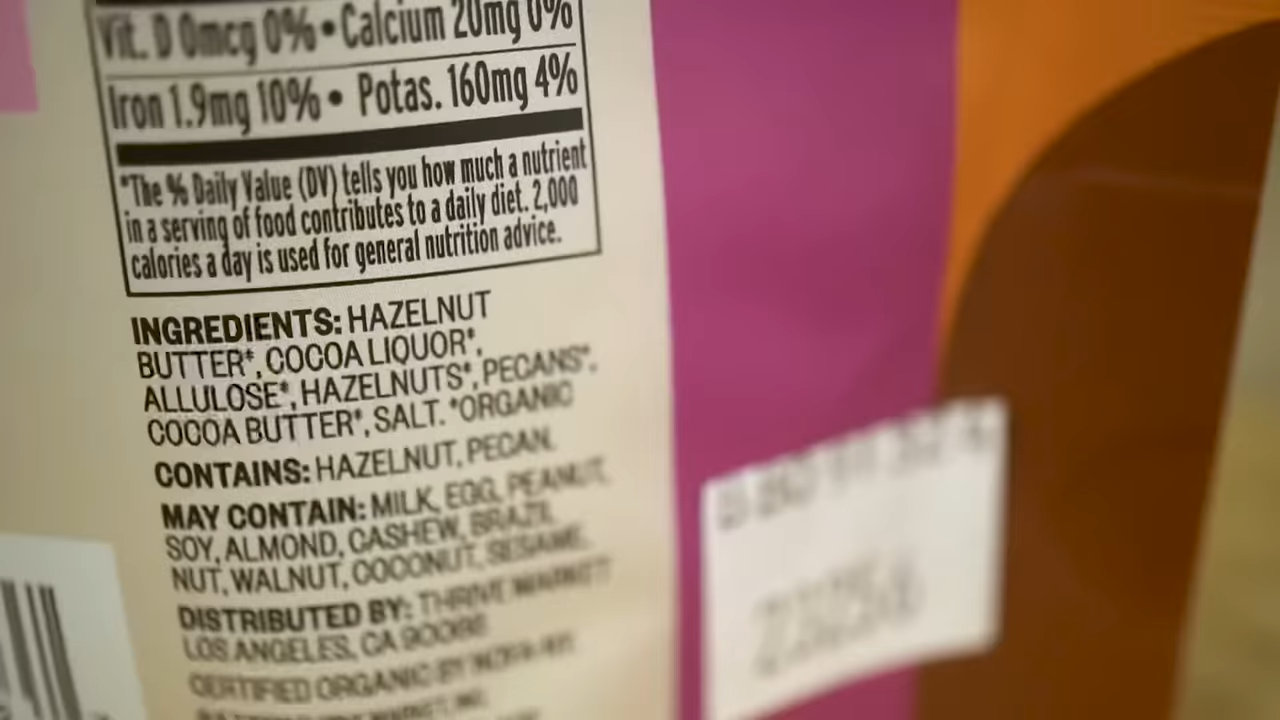 Vit. D 0mcg 0% • Calcium 20mg 0%
Iron 1.9mg 10% • Potas. 160mg 4%
*The % Daily Value (DV) tells you how much a nutrient
in a serving of food contributes to a daily diet. 2,000
calories a day is used for general nutrition advice.
INGREDIENTS: HAZELNUT
BUTTER*, COCOA LIQUOR*,
ALLULOSE*, HAZELNUTS*, PECANS*,
COCOA BUTTER*, SALT. *ORGANIC
CONTAINS: HAZELNUT, PECAN.
MAY CONTAIN: MILK, EGG, PEANUT,
SOY, ALMOND, CASHEW, BRAZIL
NUT, WALNUT, COCONUT, SESAME.
DISTRIBUTED BY: THRIVE MARKET
LOS ANGELES, CA
CERTIFIED ORGANIC BY